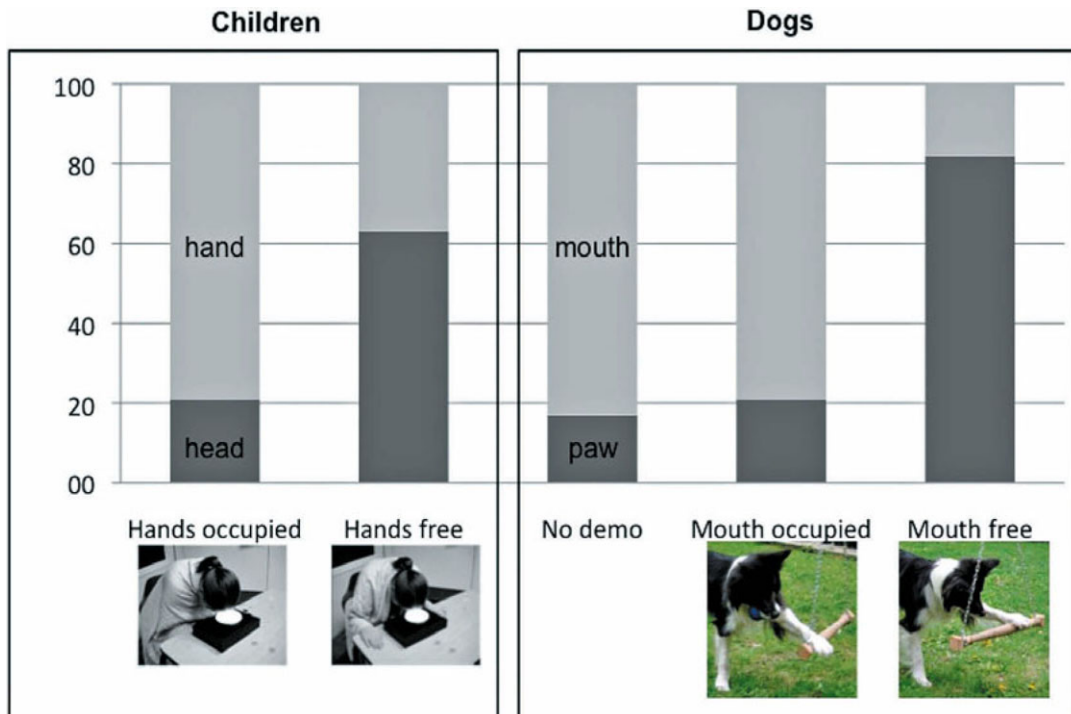 Children
Dogs
100
80
60
40
20
00
hand
head
mouth
paw
Hands occupied
Hands free
No demo
Mouth occupied
Mouth free